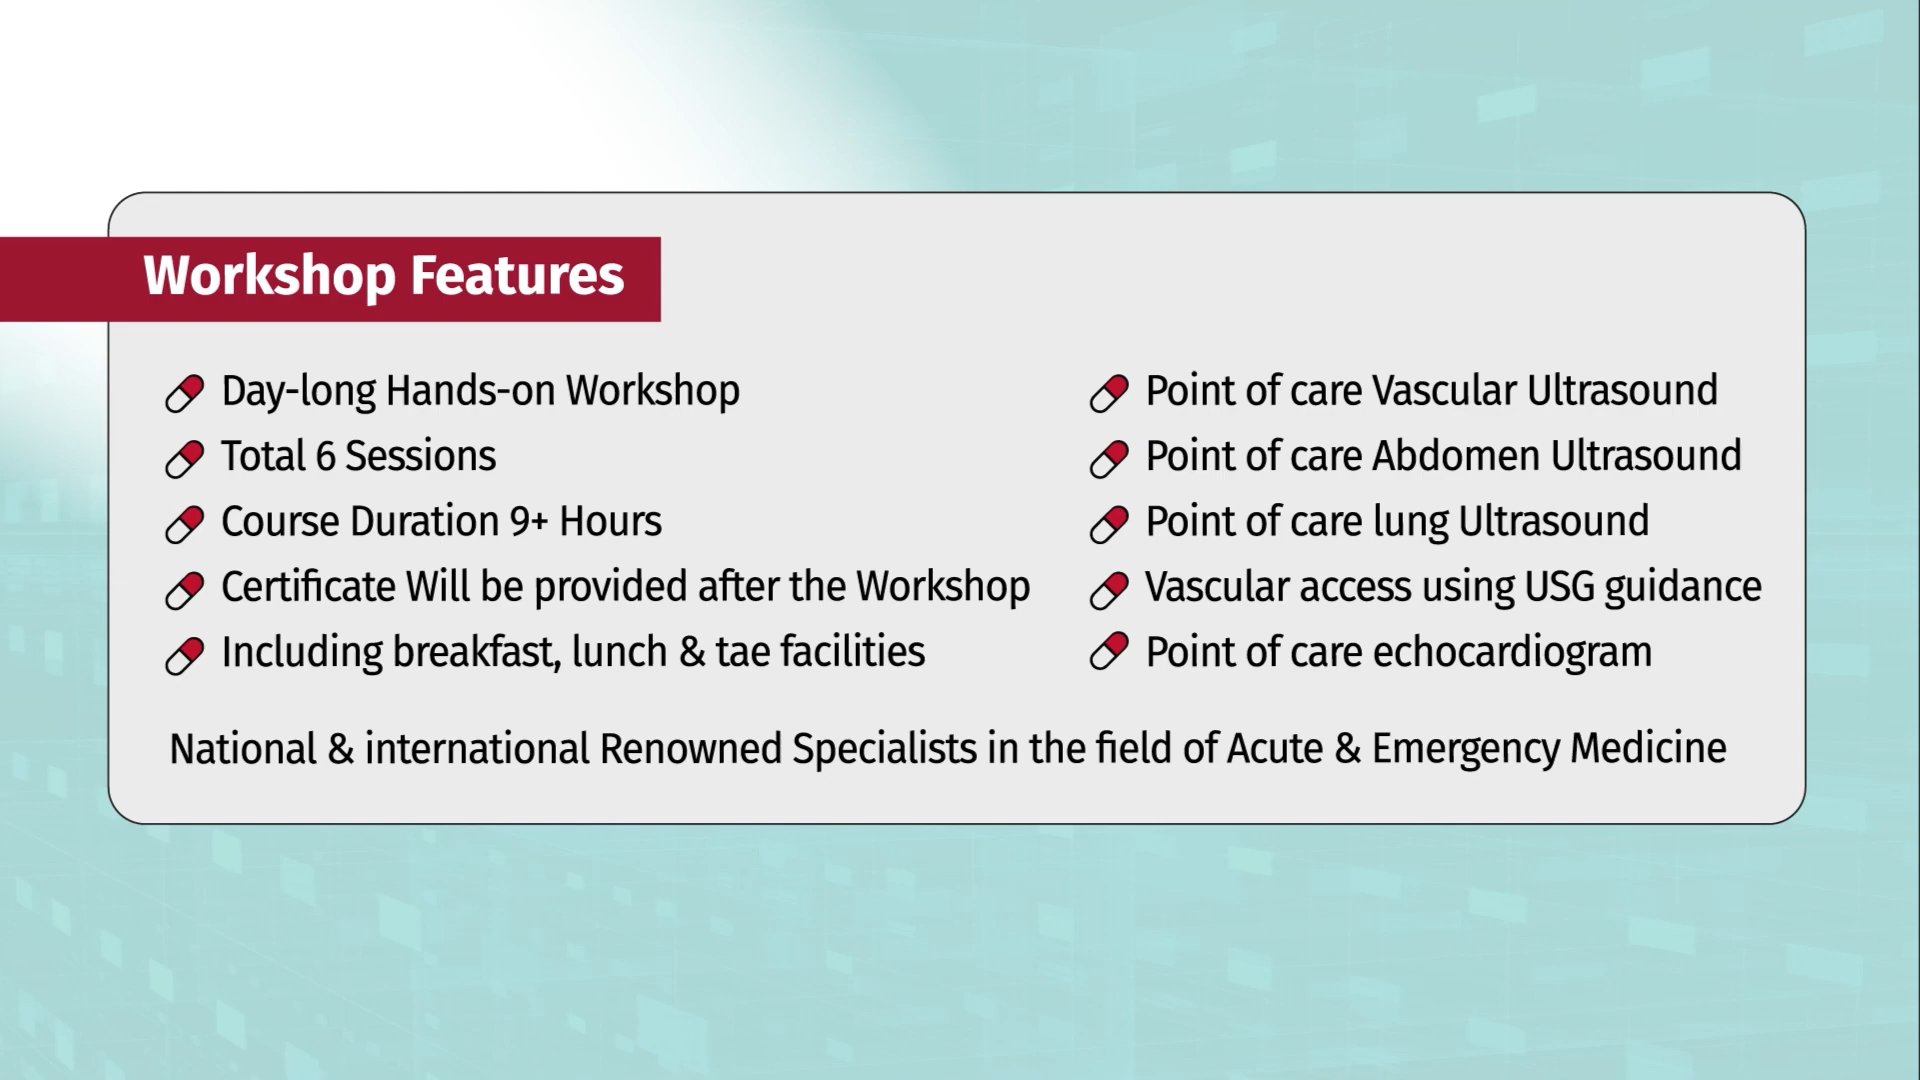 Workshop Features
Day-long Hands-on Workshop
Total 6 Sessions
Course Duration 9+ Hours
Certificate Will be provided after the Workshop
Including breakfast, lunch & tae facilities
Point of care Vascular Ultrasound
Point of care Abdomen Ultrasound
Point of care lung Ultrasound
Vascular access using USG guidance
Point of care echocardiogram
National & international Renowned Specialists in the field of Acute & Emergency Medicine